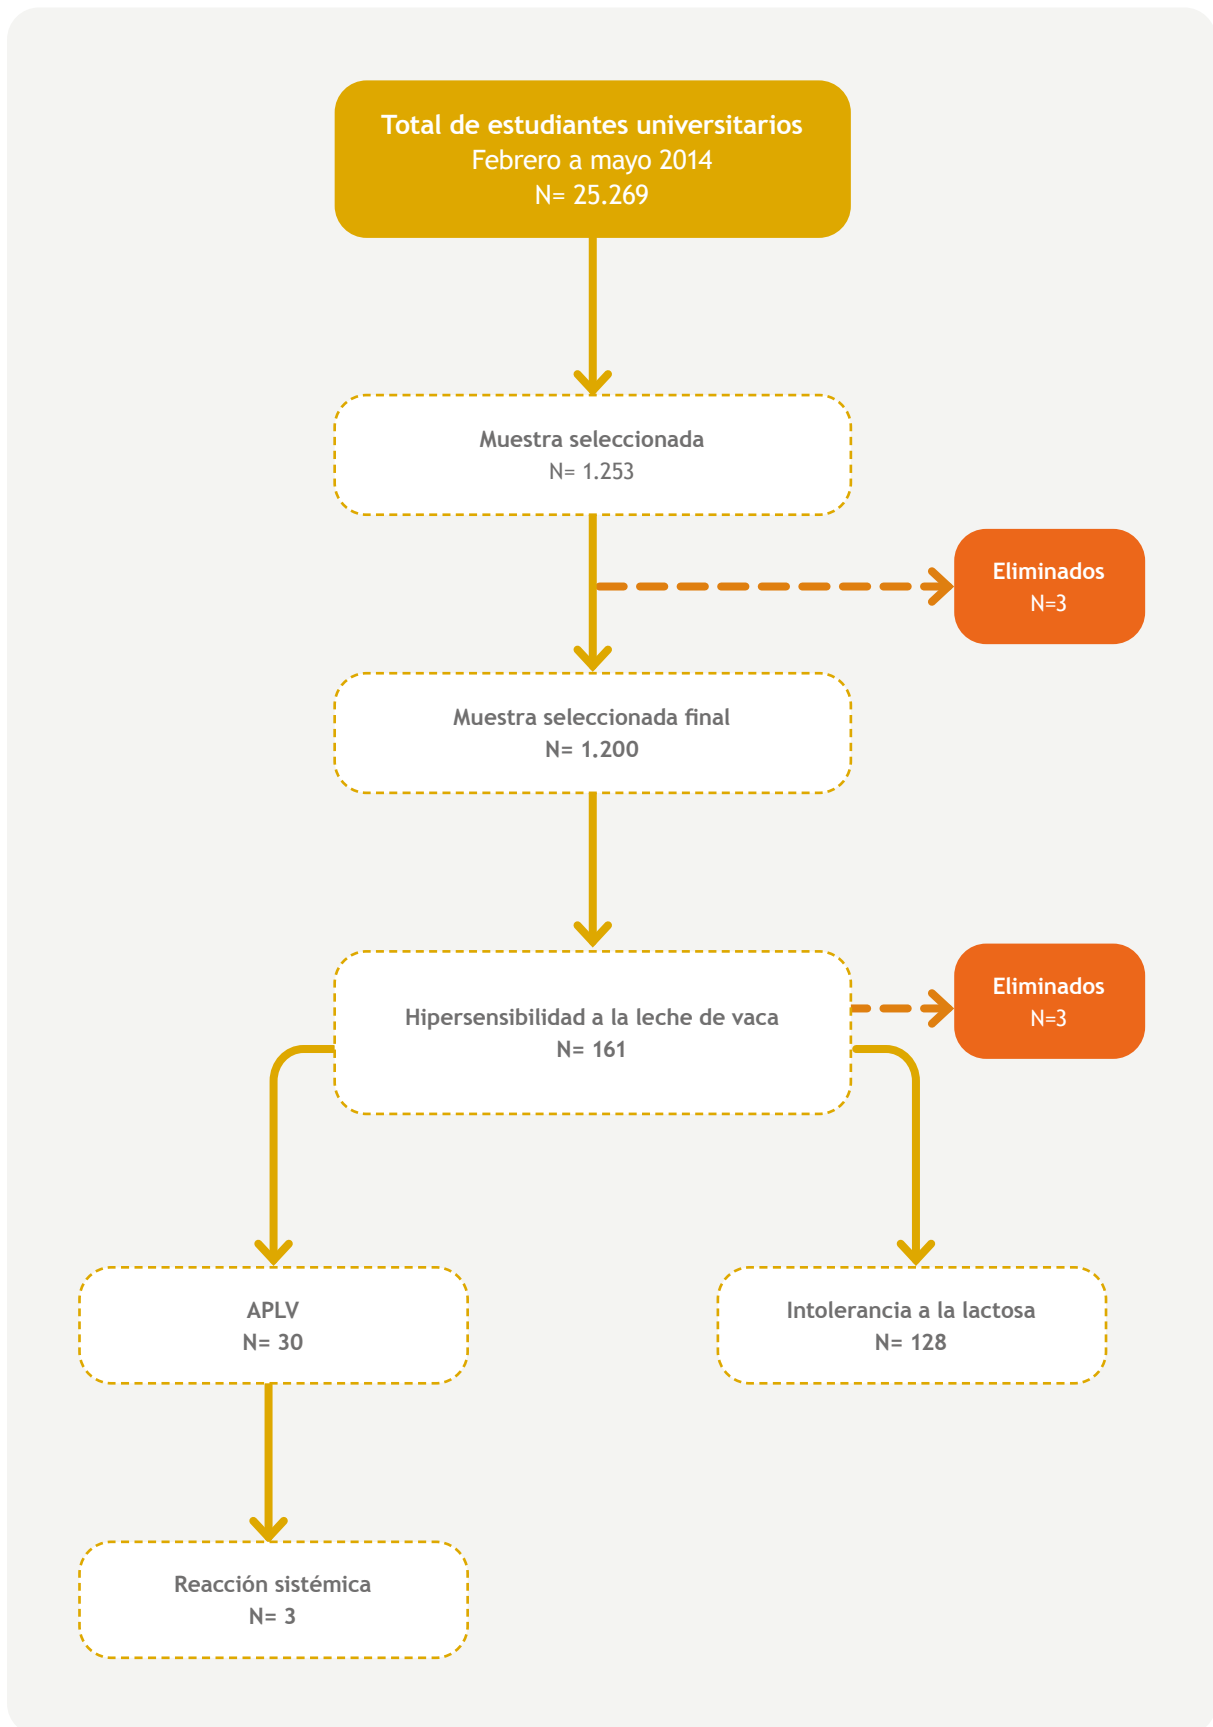 Total de estudiantes universitarios
Febrero a mayo 2014
N= 25.269
Muestra seleccionada
N= 1.253
Eliminados
N=3
Muestra seleccionada final
N= 1.200
Hipersensibilidad a la leche de vaca
N= 161
Eliminados
N=3
APLV
N= 30
Intolerancia a la lactosa
N= 128
Reacción sistémica
N= 3